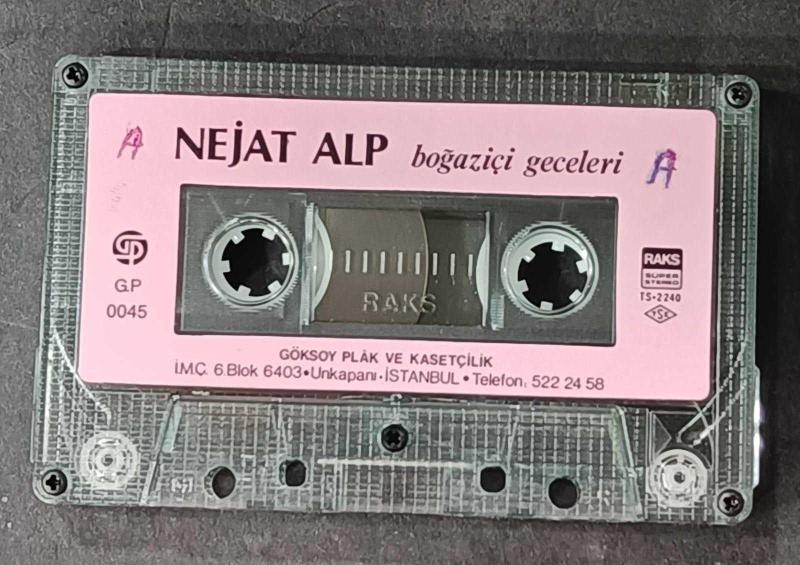 A NEJAT ALP boğaziçi geceleri A
G.P
0045
RAKS
SUPER
STEREO
TS-2240
TSE
RAKS
GÖKSOY PLÂK VE KASETÇİLİK
İ.M.Ç. 6.Blok 6403•Unkapanı•İSTANBUL•Telefon: 522 24 58